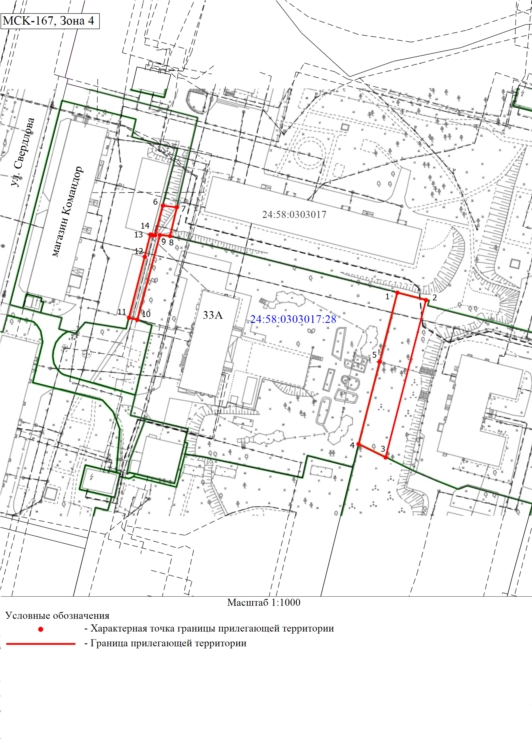 МСК-167, Зона 4
ул. Свердлова
магазин Командор
24:58:0303017
6
7
14
13
9
8
12
11
10
33А
24:58:0303017:28
1
2
5
4
3
Масштаб 1:1000
Условные обозначения
- Характерная точка границы прилегающей территории
- Граница прилегающей территории